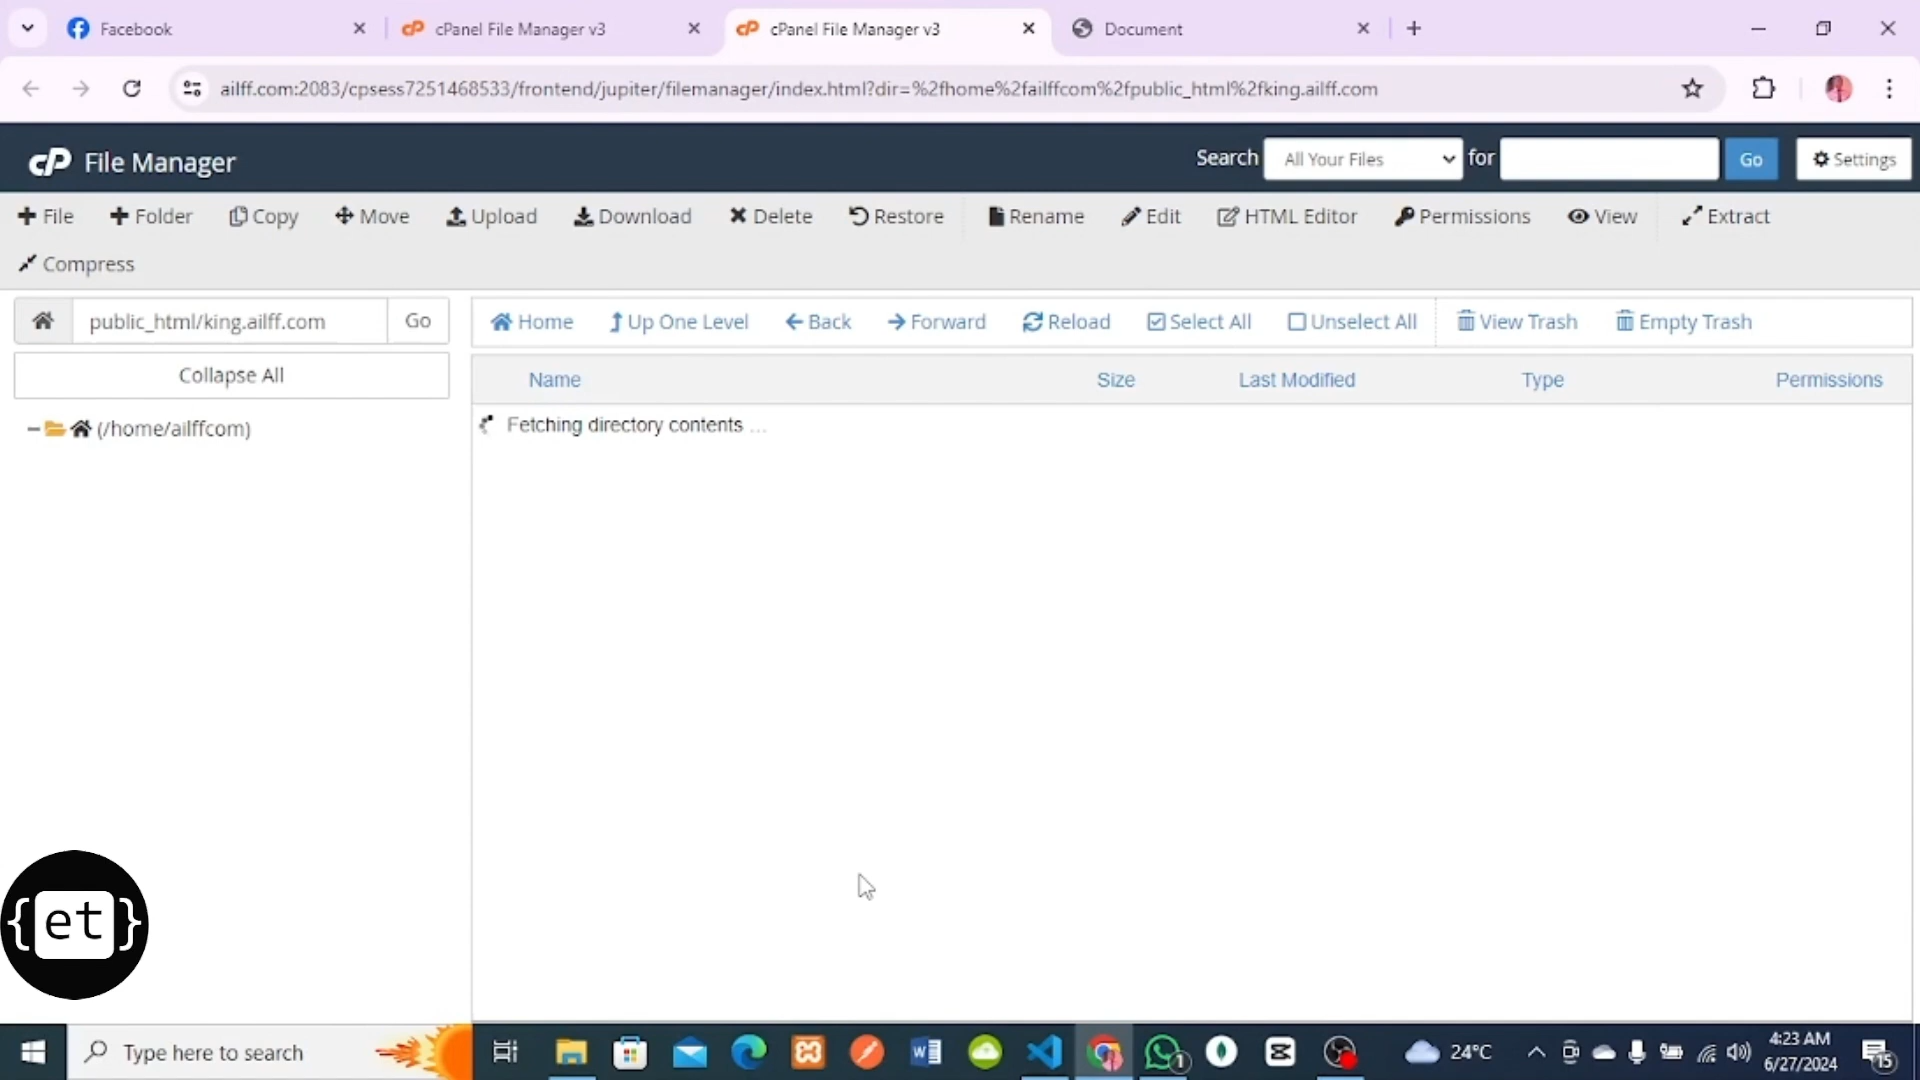 Facebook
cPanel File Manager v3
cPanel File Manager v3
Document
ailff.com:2083/cpsess7251468533/frontend/jupiter/filemanager/index.html?dir=%2fhome%2failffcom%2fpublic_html%2fking.ailff.com
cP File Manager
Search All Your Files for Go Settings
File Folder Copy Move Upload Download Delete Restore Rename Edit HTML Editor Permissions View Extract
Compress
public_html/king.ailff.com Go
Home Up One Level Back Forward Reload Select All Unselect All View Trash Empty Trash
Collapse All
Name Size Last Modified Type Permissions
(/home/ailffcom)
Fetching directory contents ...
{et}
Type here to search
1
24°C
4:23 AM
6/27/2024
15